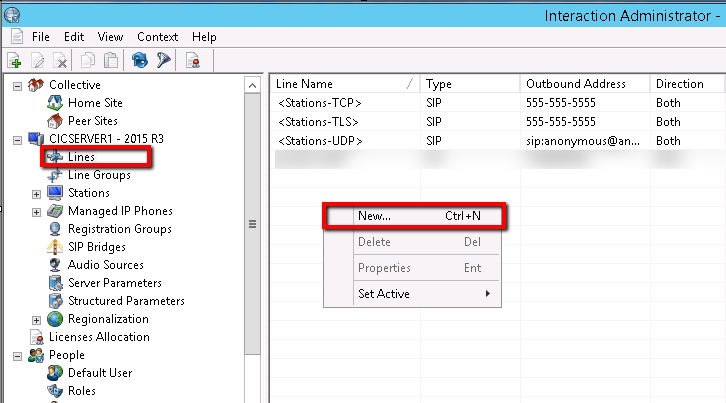 Interaction Administrator -
File Edit View Context Help
Collective
Home Site
Peer Sites
CICSERVER1 - 2015 R3
Lines
Line Groups
Stations
Managed IP Phones
Registration Groups
SIP Bridges
Audio Sources
Server Parameters
Structured Parameters
Regionalization
Licenses Allocation
People
Default User
Roles
Line Name Type Outbound Address Direction
<Stations-TCP> SIP 555-555-5555 Both
<Stations-TLS> SIP 555-555-5555 Both
<Stations-UDP> SIP sip:anonymous@an... Both
New... Ctrl+N
Delete Del
Properties Ent
Set Active